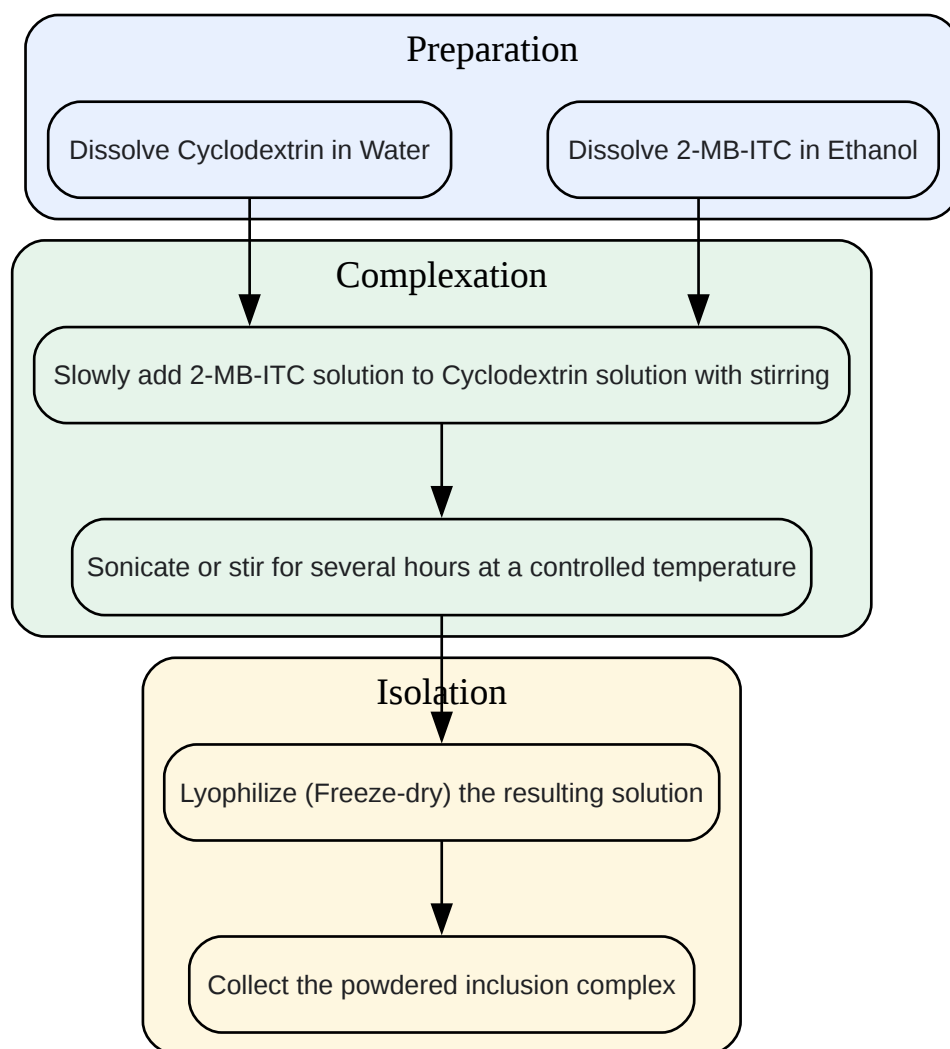 Preparation
Dissolve Cyclodextrin in Water
Dissolve 2-MB-ITC in Ethanol
Complexation
Slowly add 2-MB-ITC solution to Cyclodextrin solution with stirring
Sonicate or stir for several hours at a controlled temperature
Isolation
Lyophilize (Freeze-dry) the resulting solution
Collect the powdered inclusion complex